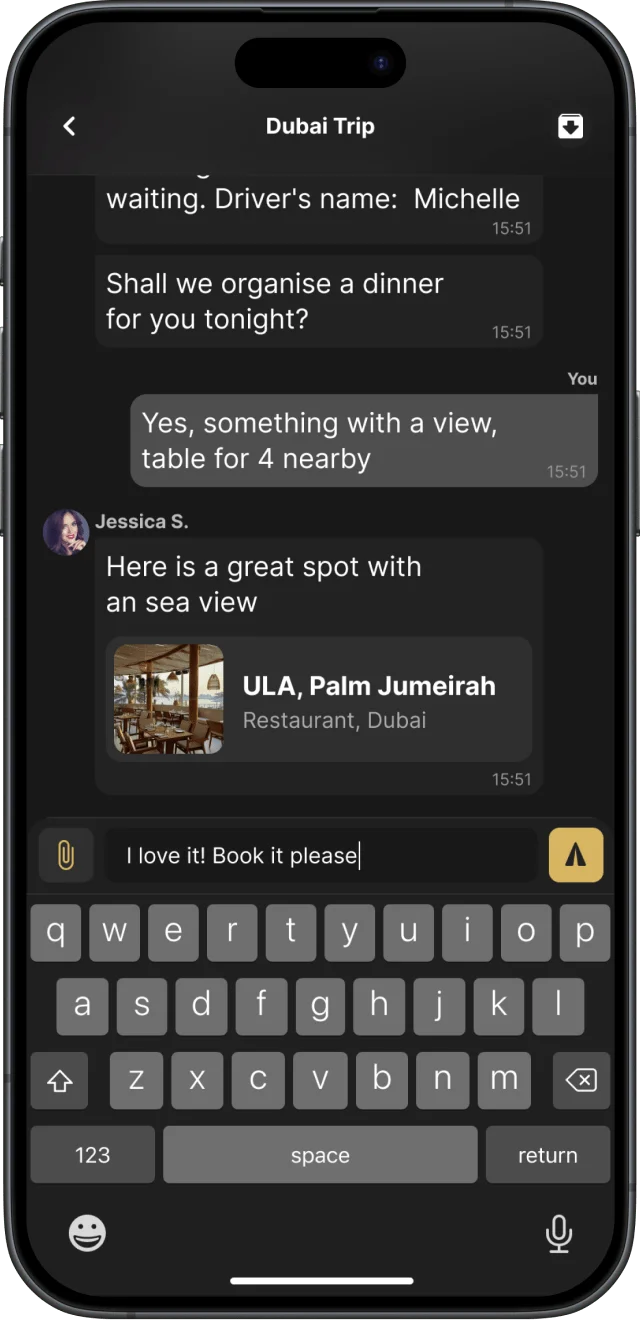 Dubai Trip
waiting. Driver's name:  Michelle
15:51
Shall we organise a dinner
for you tonight?
15:51
You
Yes, something with a view,
table for 4 nearby
15:51
Jessica S.
Here is a great spot with
an sea view
ULA, Palm Jumeirah
Restaurant, Dubai
15:51
I love it! Book it please
q w e r t y u i o p
a s d f g h j k l
z x c v b n m
123 space return